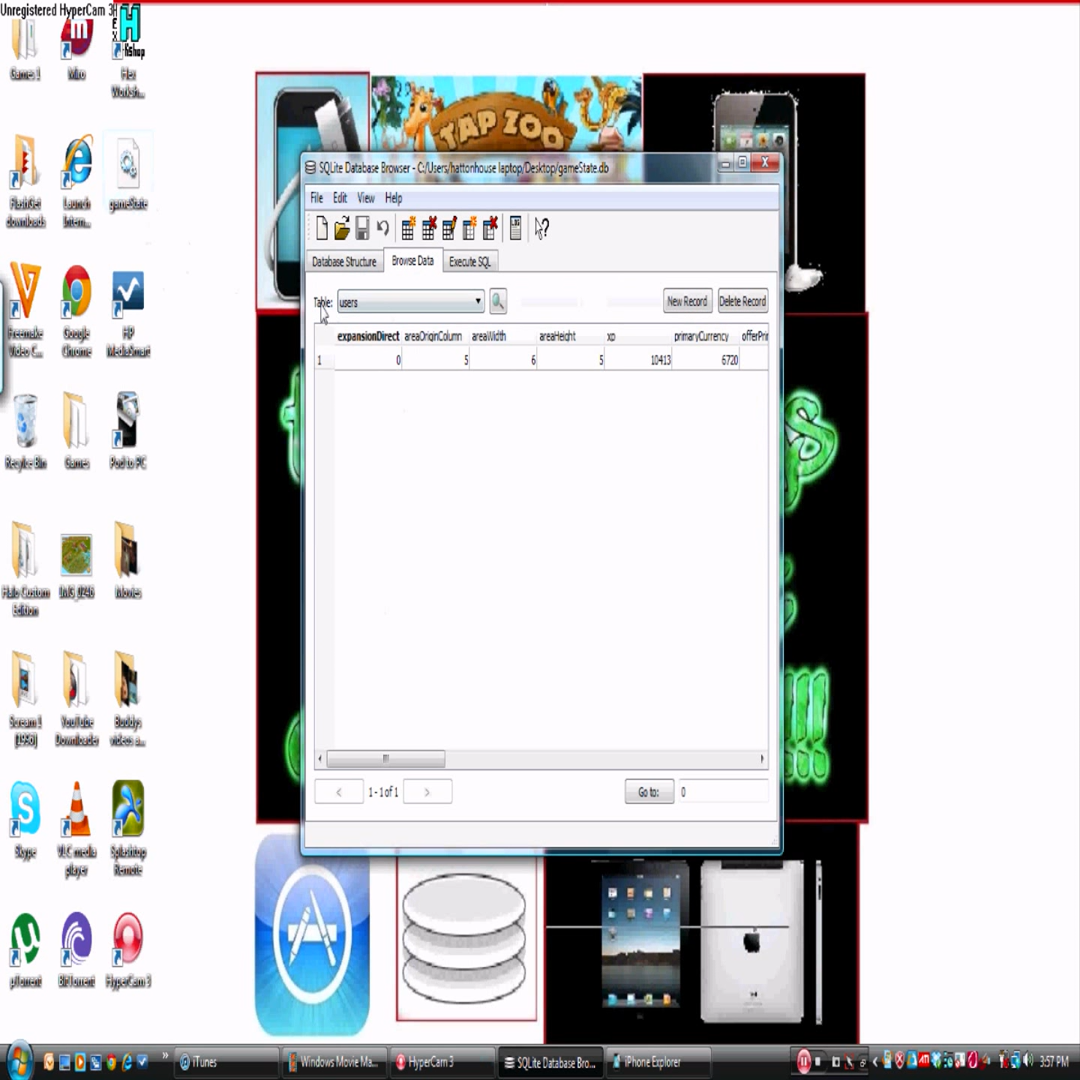 Unregistered HyperCam 3
Games 1
Miro
Hex
Worksh...
FlashGet
downloads
Launch
Intern...
gameState
Freemake
Video C...
Google
Chrome
HP
MediaSmart
Recycle Bin
Games
Pod to PC
Halo Custom
Edition
IMG_0946
Movies
Scream 1
[1996]
YouTube
Downloader
Buddys
videos a...
Skype
VLC media
player
Splashtop
Remote
µTorrent
BitTorrent
HyperCam 3
TAP ZOO
SQLite Database Browser - C:/Users/hattonhouse laptop/Desktop/gameState.db
File Edit View Help
Database Structure Browse Data Execute SQL
Table: users New Record Delete Record
expansionDirect areaOriginColumn areaWidth areaHeight xp primaryCurrency offerPri
1 0 5 6 5 10413 6720
< 1 - 1 of 1 > Go to: 0
iTunes Windows Movie Ma... HyperCam 3 SQLite Database Bro... iPhone Explorer 3:57 PM